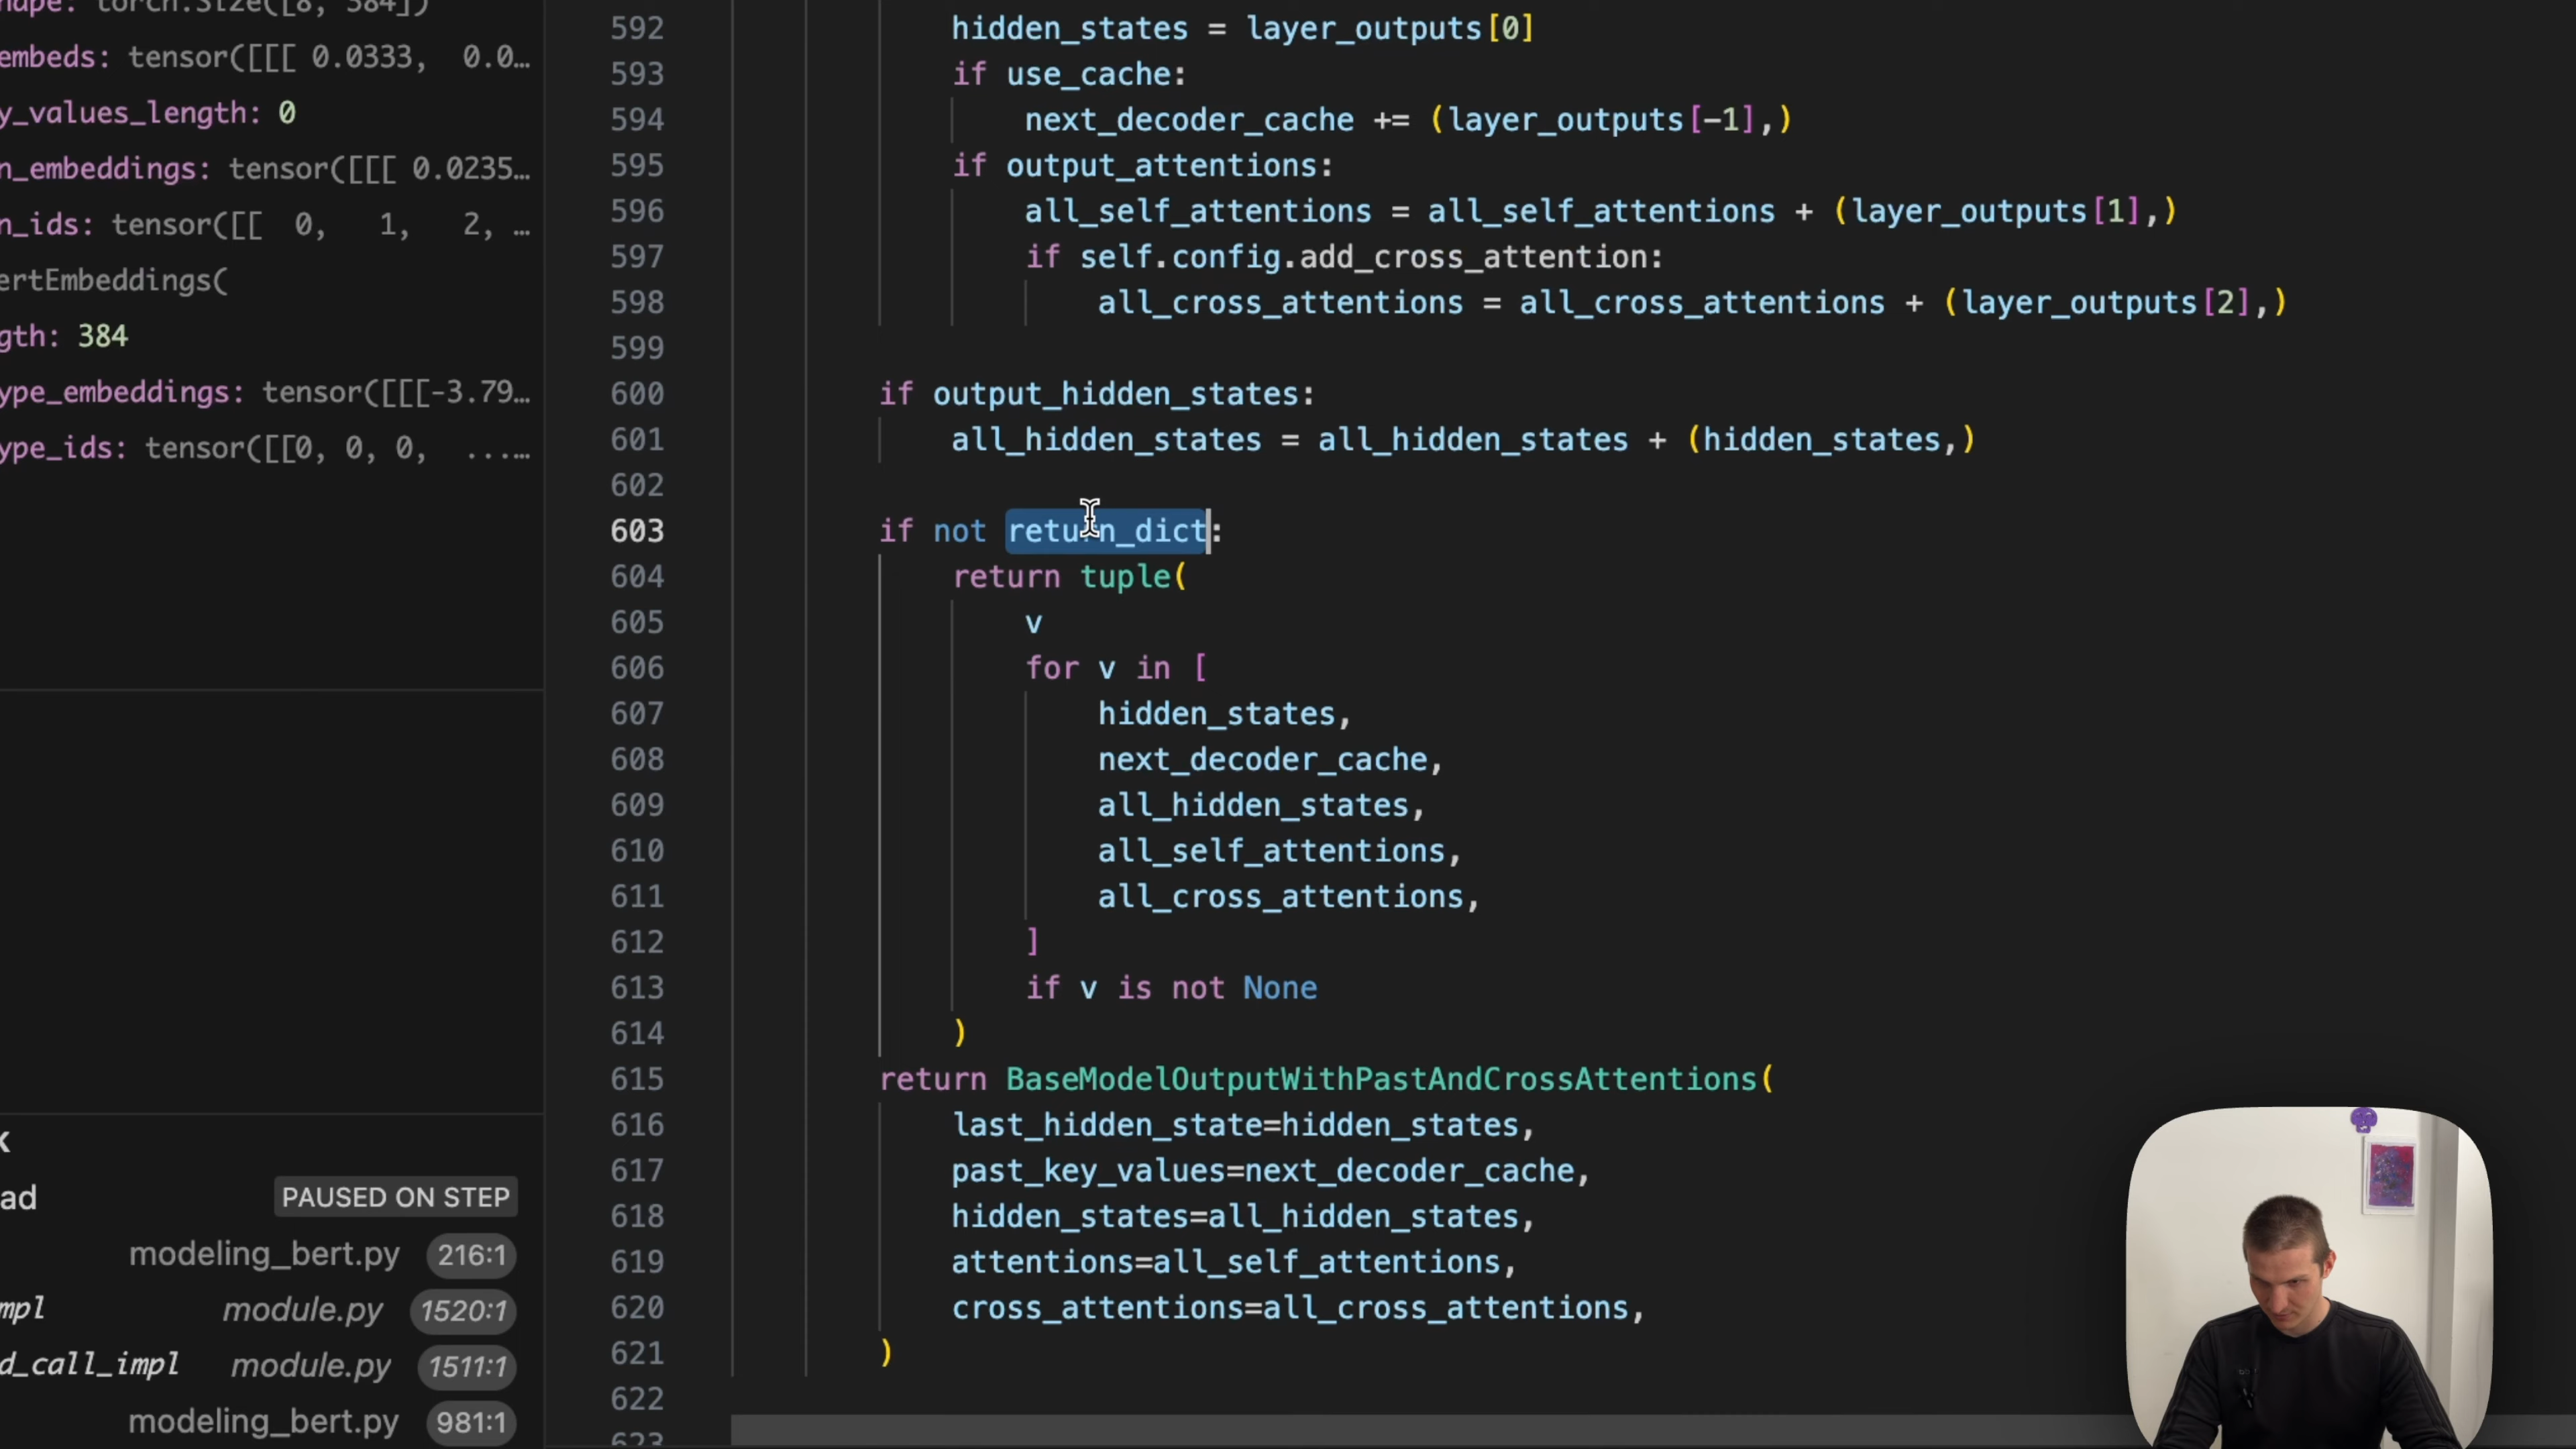 hape: torch.Size([8, 384])
embeds: tensor([[[ 0.0333, 0.0…
y_values_length: 0
n_embeddings: tensor([[[ 0.0235…
n_ids: tensor([[ 0, 1, 2, …
ertEmbeddings(
gth: 384
ype_embeddings: tensor([[[-3.79…
ype_ids: tensor([[0, 0, 0, ...…
k
ad PAUSED ON STEP
modeling_bert.py 216:1
mpl module.py 1520:1
d_call_impl module.py 1511:1
modeling_bert.py 981:1
592 hidden_states = layer_outputs[0]
593 if use_cache:
594 next_decoder_cache += (layer_outputs[-1],)
595 if output_attentions:
596 all_self_attentions = all_self_attentions + (layer_outputs[1],)
597 if self.config.add_cross_attention:
598 all_cross_attentions = all_cross_attentions + (layer_outputs[2],)
599
600 if output_hidden_states:
601 all_hidden_states = all_hidden_states + (hidden_states,)
602
603 if not return_dict:
604 return tuple(
605 v
606 for v in [
607 hidden_states,
608 next_decoder_cache,
609 all_hidden_states,
610 all_self_attentions,
611 all_cross_attentions,
612 ]
613 if v is not None
614 )
615 return BaseModelOutputWithPastAndCrossAttentions(
616 last_hidden_state=hidden_states,
617 past_key_values=next_decoder_cache,
618 hidden_states=all_hidden_states,
619 attentions=all_self_attentions,
620 cross_attentions=all_cross_attentions,
621 )
622
623